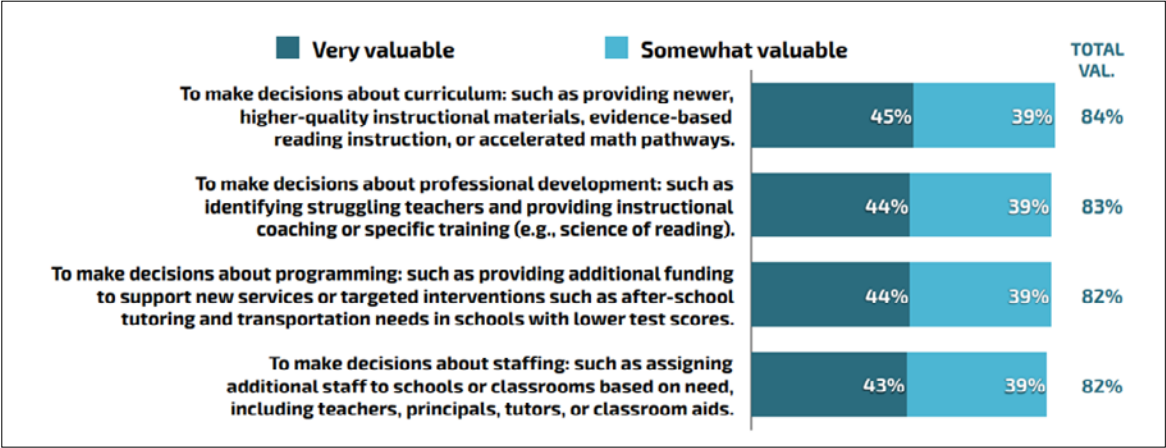 Very valuable
Somewhat valuable
TOTAL
VAL.
To make decisions about curriculum: such as providing newer,
higher-quality instructional materials, evidence-based
reading instruction, or accelerated math pathways.
45%
39%
84%
To make decisions about professional development: such as
identifying struggling teachers and providing instructional
coaching or specific training (e.g., science of reading).
44%
39%
83%
To make decisions about programming: such as providing additional funding
to support new services or targeted interventions such as after-school
tutoring and transportation needs in schools with lower test scores.
44%
39%
82%
To make decisions about staffing: such as assigning
additional staff to schools or classrooms based on need,
including teachers, principals, tutors, or classroom aids.
43%
39%
82%